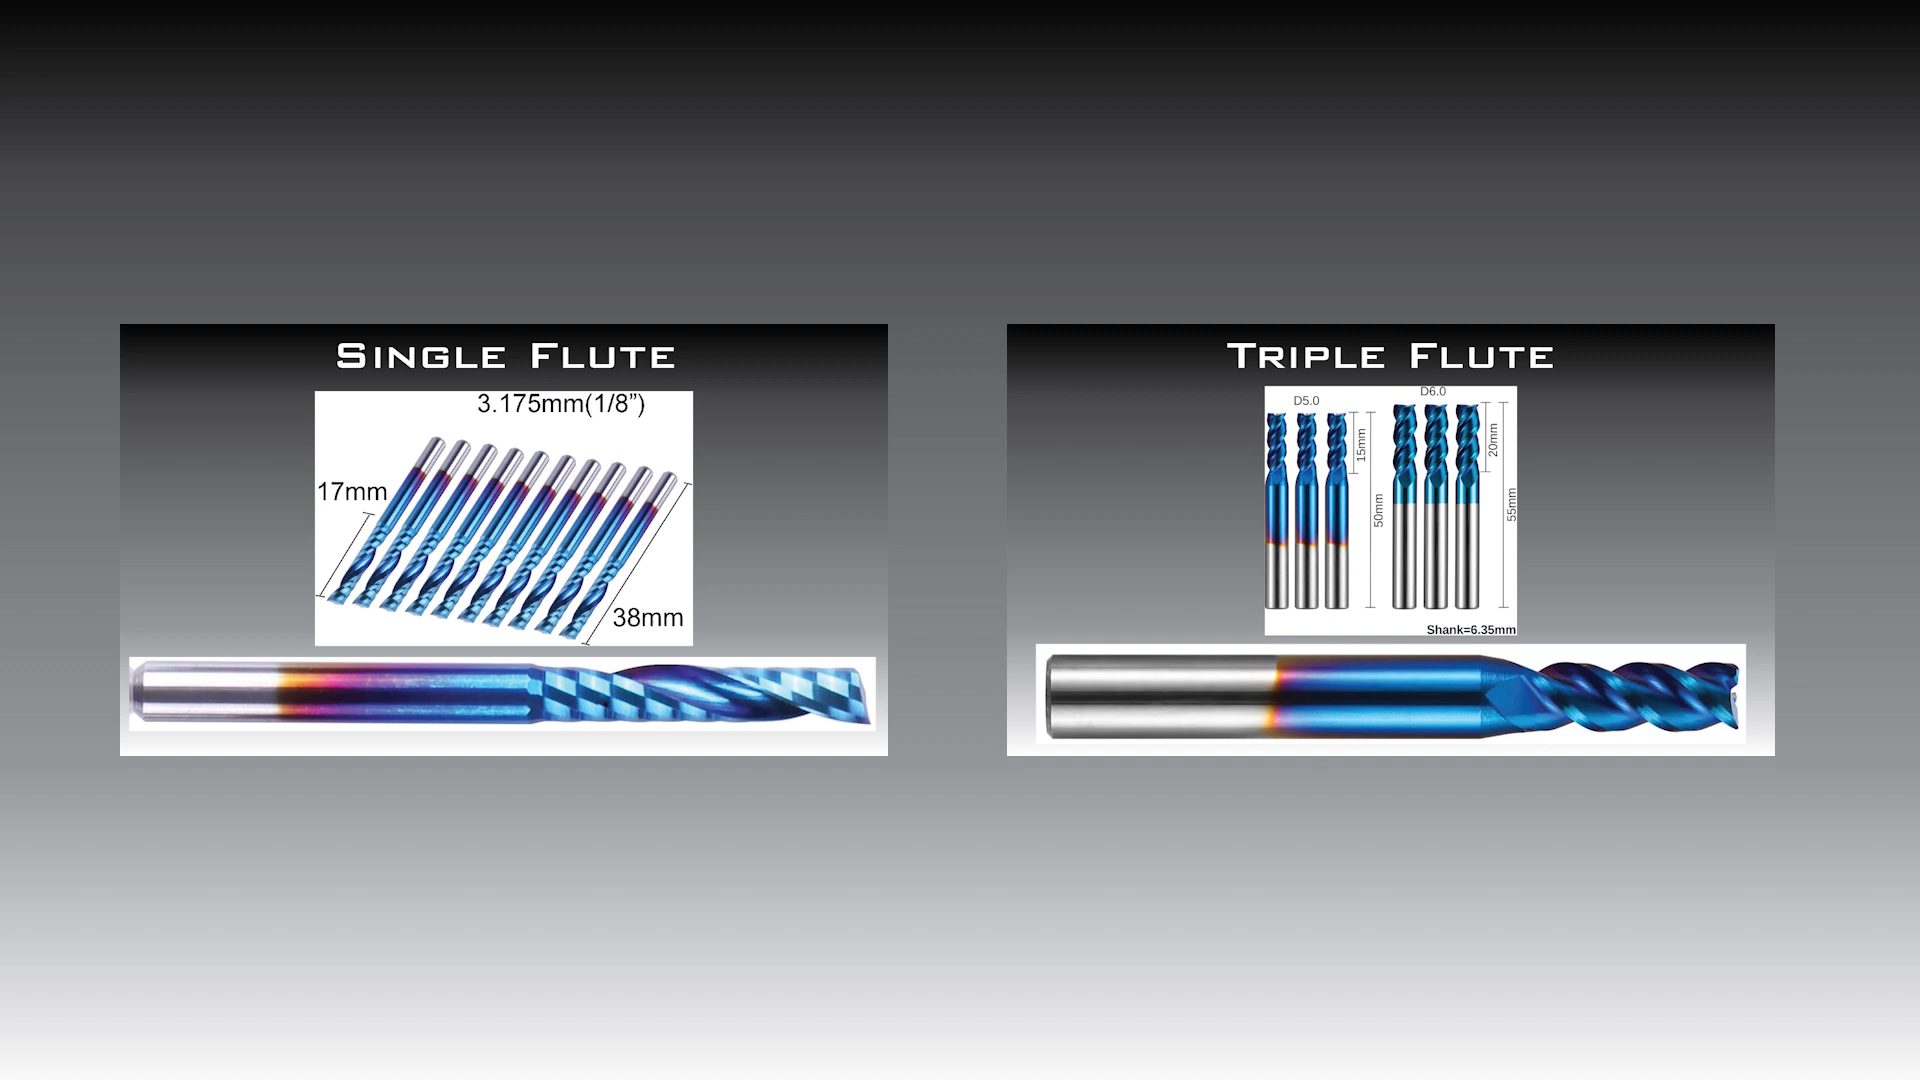 SINGLE FLUTE
3.175mm(1/8”)
17mm
38mm
TRIPLE FLUTE
D5.0
D6.0
15mm
50mm
20mm
55mm
Shank=6.35mm